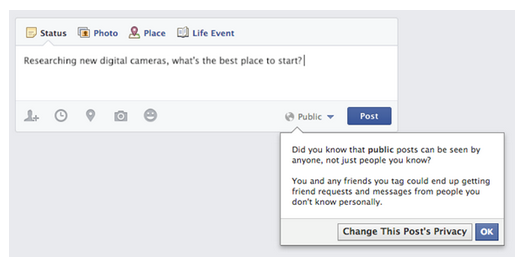 Status Photo Place Life Event
Researching new digital cameras, what's the best place to start?
Public Post
Did you know that public posts can be seen by
anyone, not just people you know?
You and any friends you tag could end up getting
friend requests and messages from people you
don't know personally.
Change This Post's Privacy OK